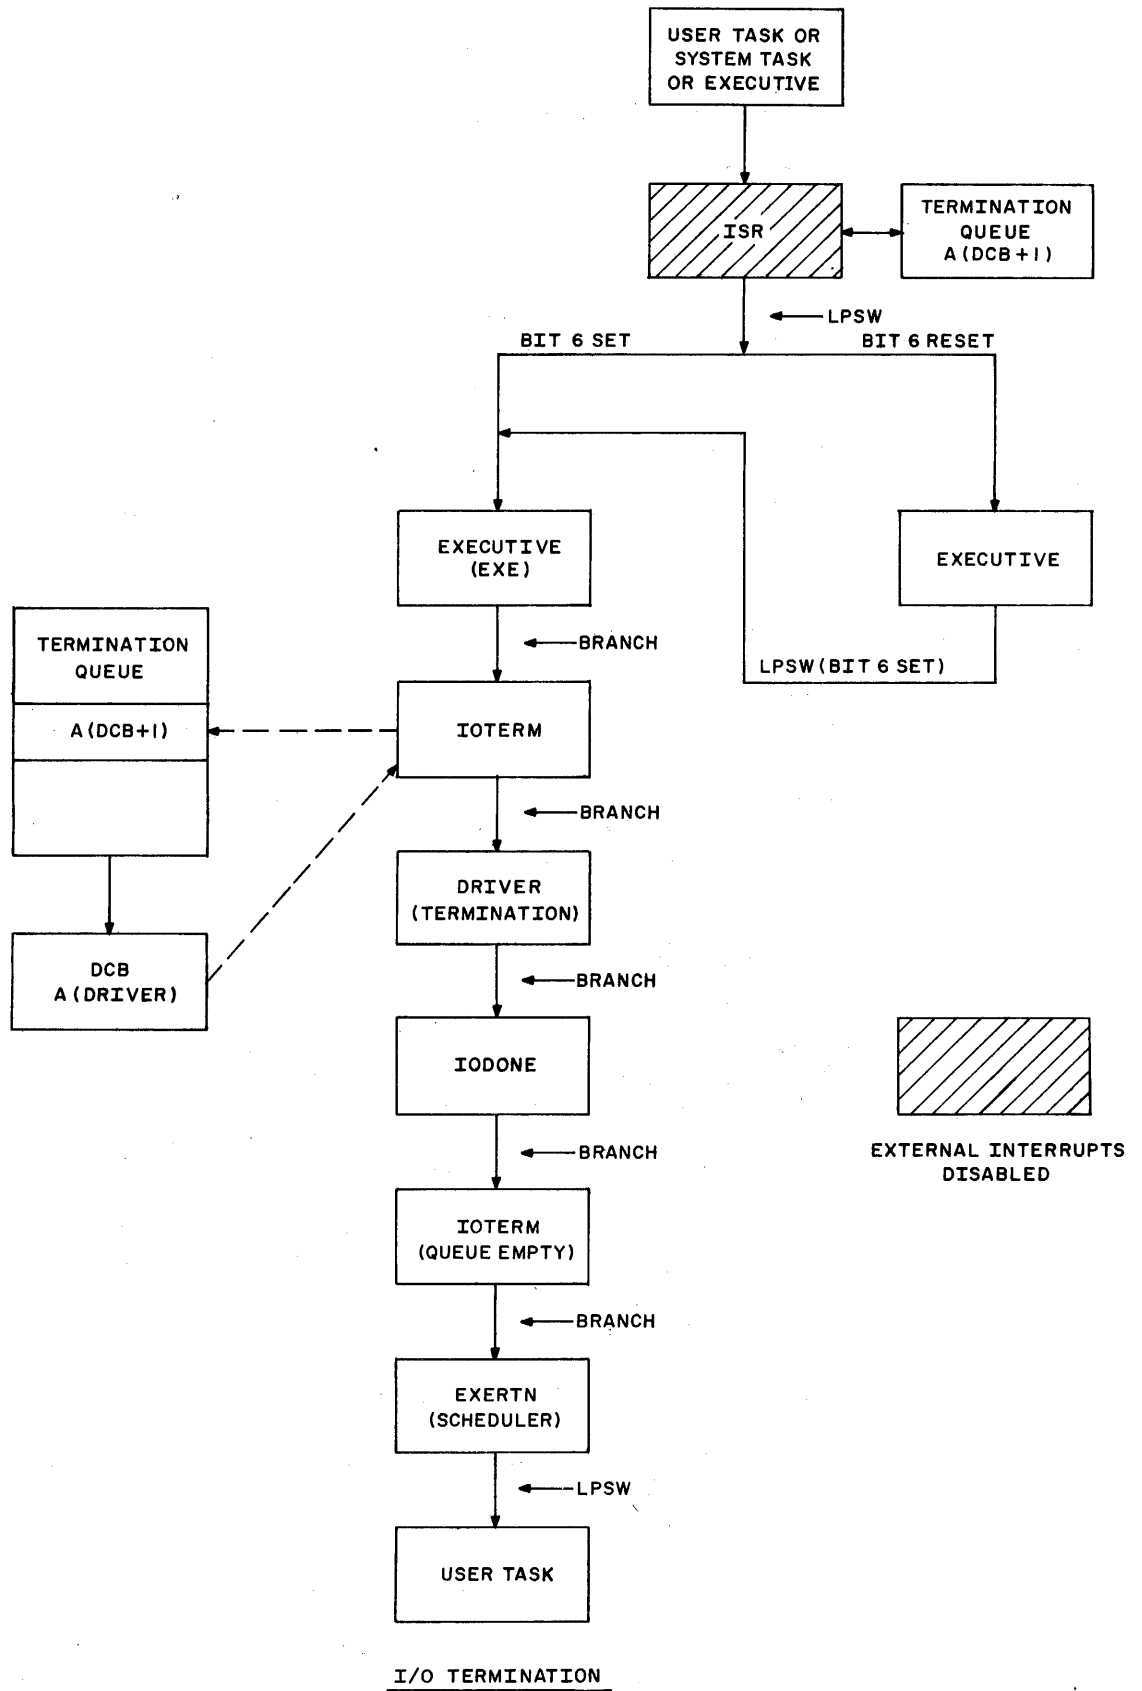 USER TASK OR
SYSTEM TASK
OR EXECUTIVE
ISR
TERMINATION
QUEUE
A(DCB+1)
LPSW
BIT 6 SET
BIT 6 RESET
EXECUTIVE
(EXE)
EXECUTIVE
BRANCH
LPSW(BIT 6 SET)
TERMINATION
QUEUE
A(DCB+1)
IOTERM
BRANCH
DRIVER
(TERMINATION)
DCB
A(DRIVER)
BRANCH
IODONE
BRANCH
EXTERNAL INTERRUPTS
DISABLED
IOTERM
(QUEUE EMPTY)
BRANCH
EXERTN
(SCHEDULER)
LPSW
USER TASK
I/O TERMINATION